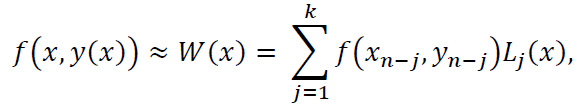 f(x, y(x)) ≈ W(x) = ∑_{j=1}^{k} f(x_{n−j}, y_{n−j})L_j(x),